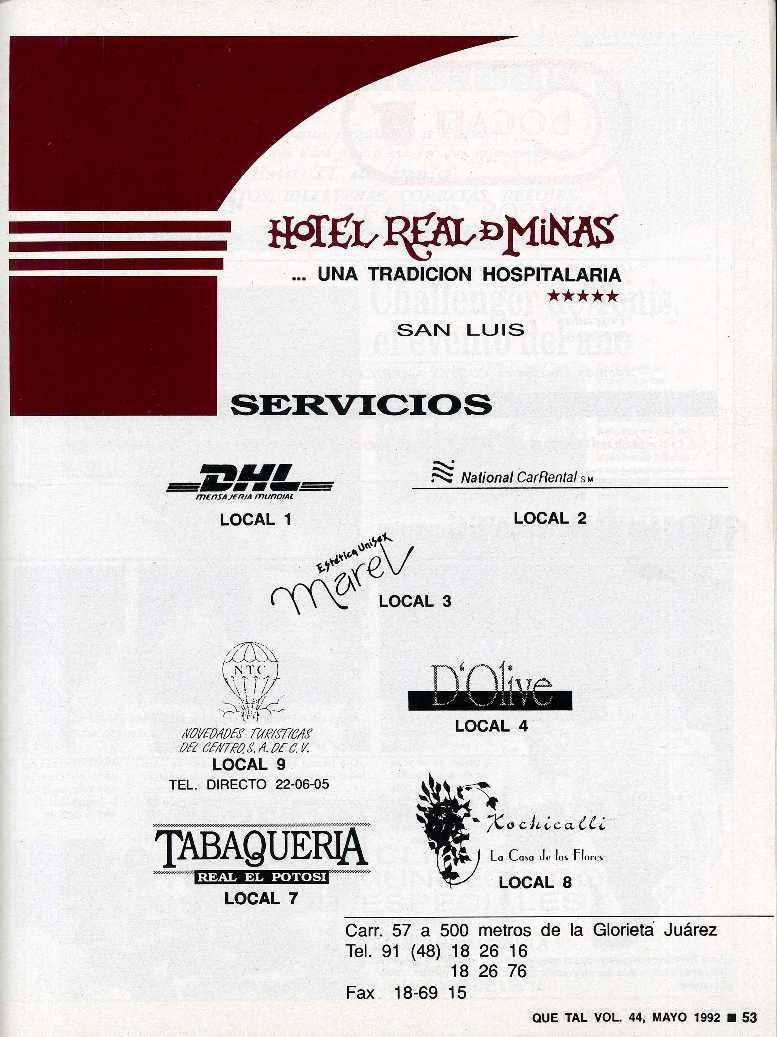 HOTEL REAL D MiNAS
... UNA TRADICION HOSPITALARIA
★★★★★
SAN LUIS
SERVICIOS
DHL
MENSAJERIA MUNDIAL
LOCAL 1
National CarRental SM
LOCAL 2
Estética Unisex
Marel
LOCAL 3
NTC
NOVEDADES TURISTICAS
DEL CENTRO, S. A. DE C. V.
LOCAL 9
TEL. DIRECTO 22-06-05
D'Olive
LOCAL 4
TABAQUERIA
REAL EL POTOSI
LOCAL 7
Xochicalli
La Casa de las Flores
LOCAL 8
Carr. 57 a 500 metros de la Glorieta Juárez
Tel. 91 (48) 18 26 16
18 26 76
Fax 18-69 15
QUE TAL VOL. 44, MAYO 1992 ■ 53